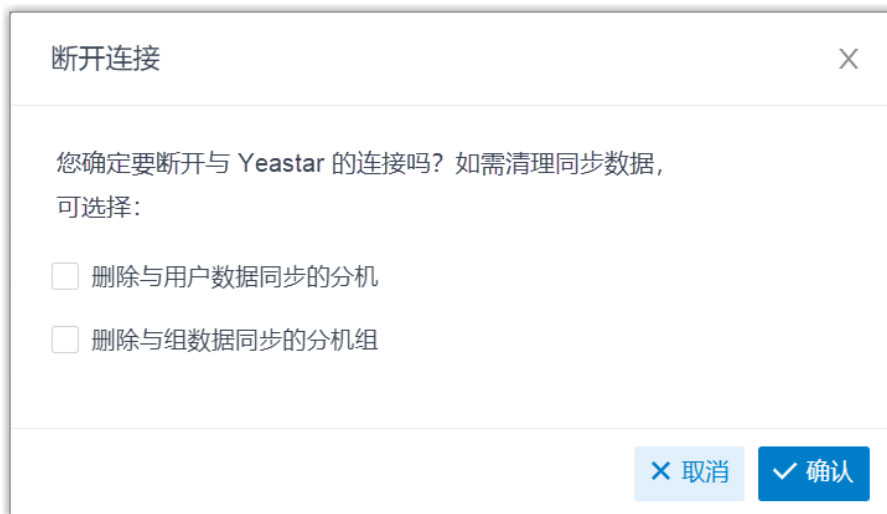 断开连接
您确定要断开与 Yeastar 的连接吗？如需清理同步数据，
可选择：
删除与用户数据同步的分机
删除与组数据同步的分机组
取消
确认